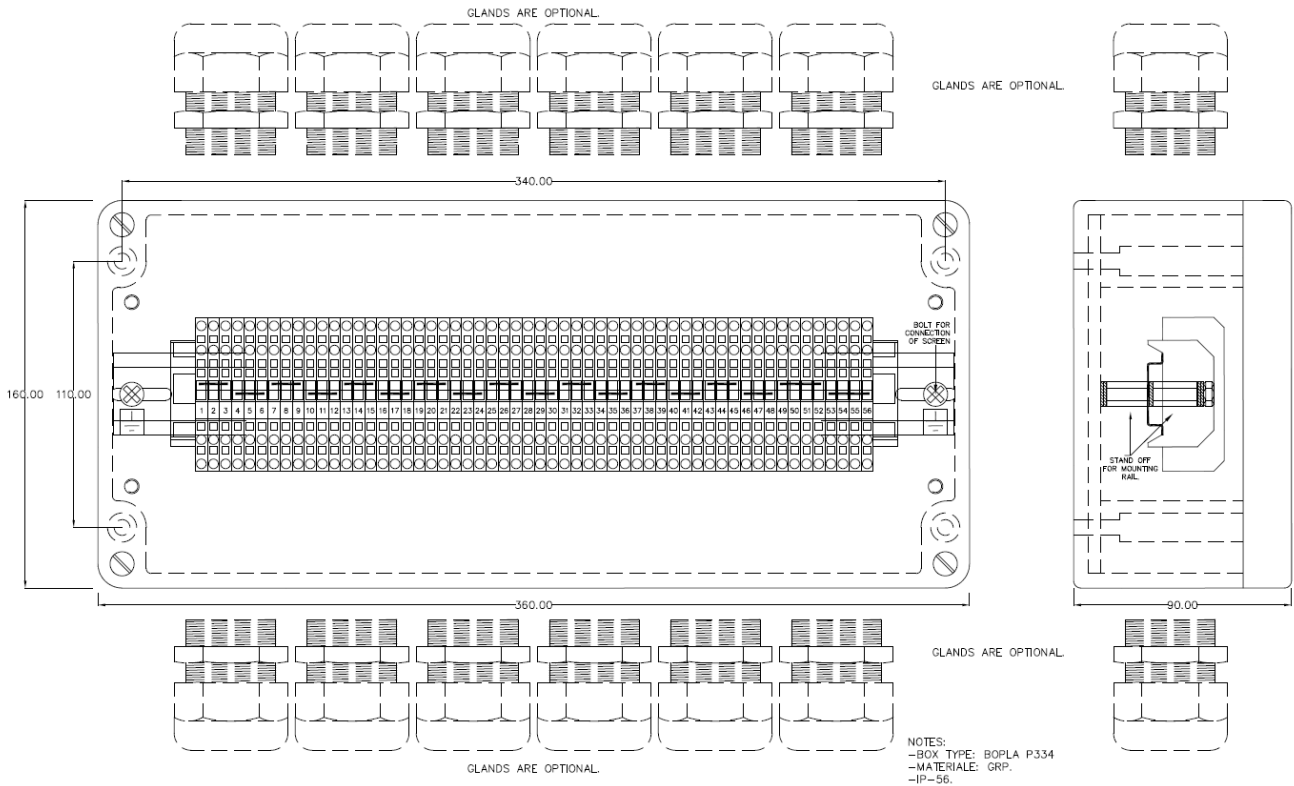 GLANDS ARE OPTIONAL.
GLANDS ARE OPTIONAL.
340.00
BOLT FOR
CONNECTION
OF SCREEN
160.00
110.00
1 2 3 4 5 6 7 8 9 10 11 12 13 14 15 16 17 18 19 20 21 22 23 24 25 26 27 28 29 30 31 32 33 34 35 36 37 38 39 40 41 42 43 44 45 46 47 48 49 50 51 52 53 54 55 56
STAND OFF
FOR MOUNTING
RAIL.
360.00
90.00
GLANDS ARE OPTIONAL.
GLANDS ARE OPTIONAL.
NOTES:
-BOX TYPE: BOPLA P334
-MATERIALE: GRP.
-IP-56.